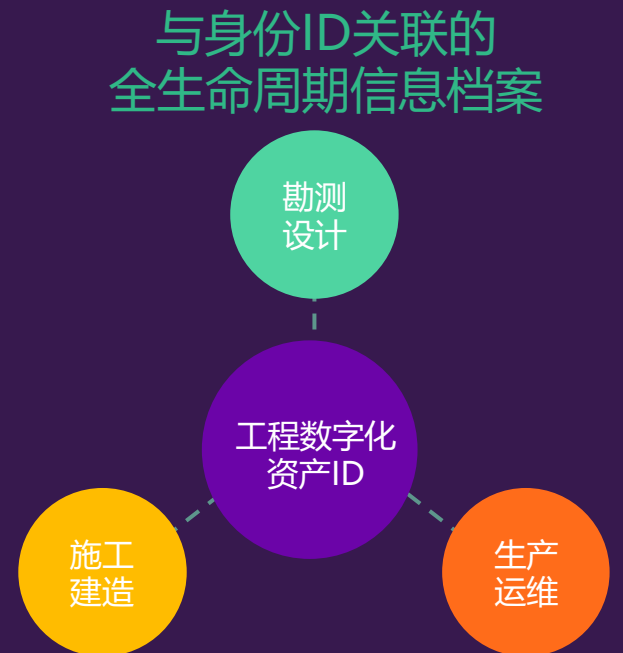 与身份ID关联的
全生命周期信息档案
勘测
设计
工程数字化
资产ID
施工
建造
生产
运维